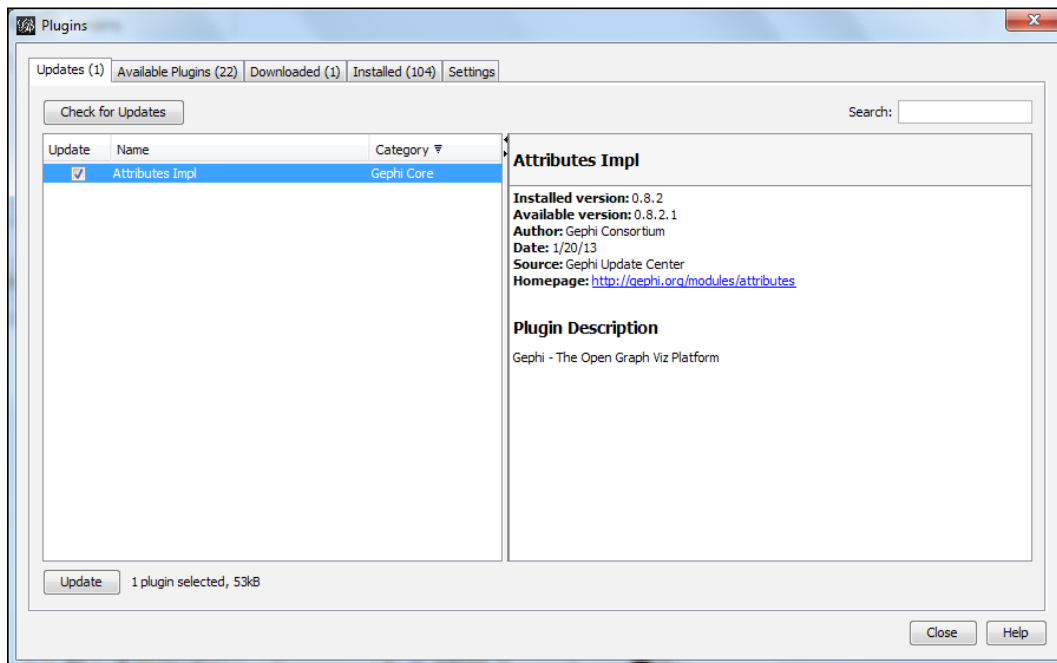 Plugins
Updates (1) Available Plugins (22) Downloaded (1) Installed (104) Settings
Check for Updates Search:
Update Name Category
Attributes Impl Gephi Core
Attributes Impl
Installed version: 0.8.2
Available version: 0.8.2.1
Author: Gephi Consortium
Date: 1/20/13
Source: Gephi Update Center
Homepage: http://gephi.org/modules/attributes
Plugin Description
Gephi - The Open Graph Viz Platform
Update 1 plugin selected, 53kB
Close Help